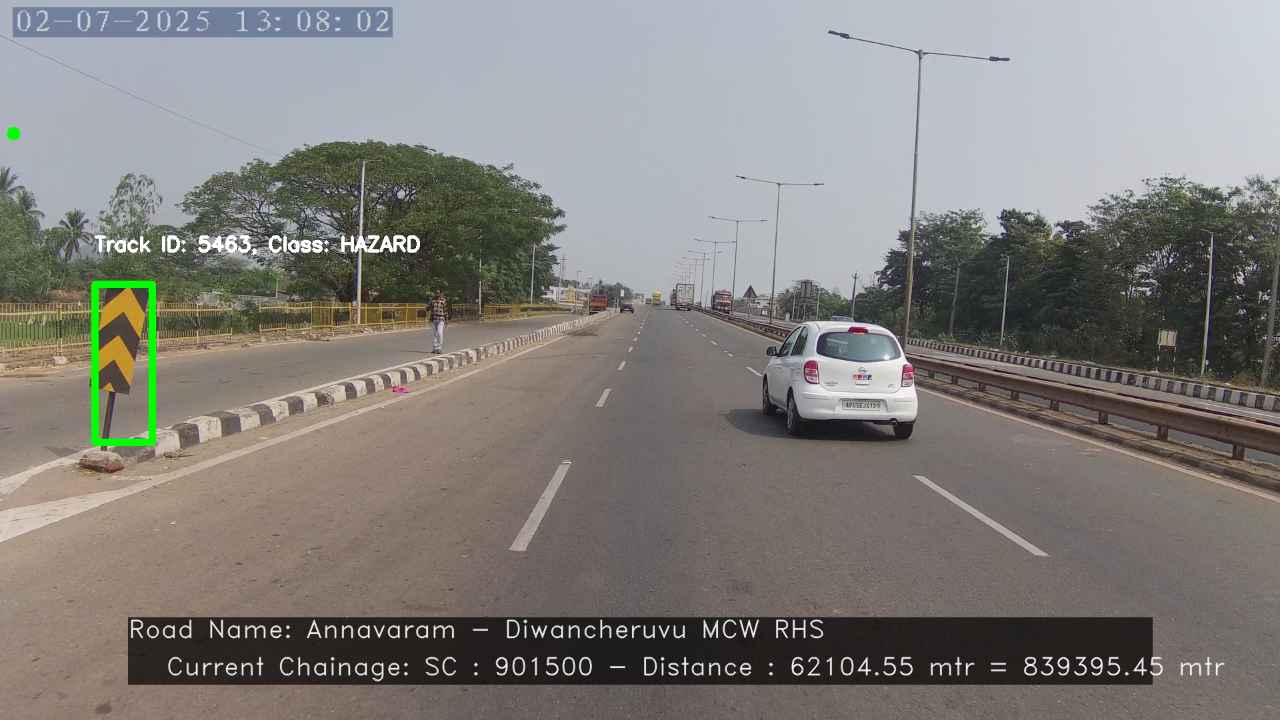 02-07-2025 13:08:02
Track ID: 5463, Class: HAZARD
Road Name: Annavaram - Diwancheruvu MCW RHS
Current Chainage: SC : 901500 - Distance : 62104.55 mtr = 839395.45 mtr